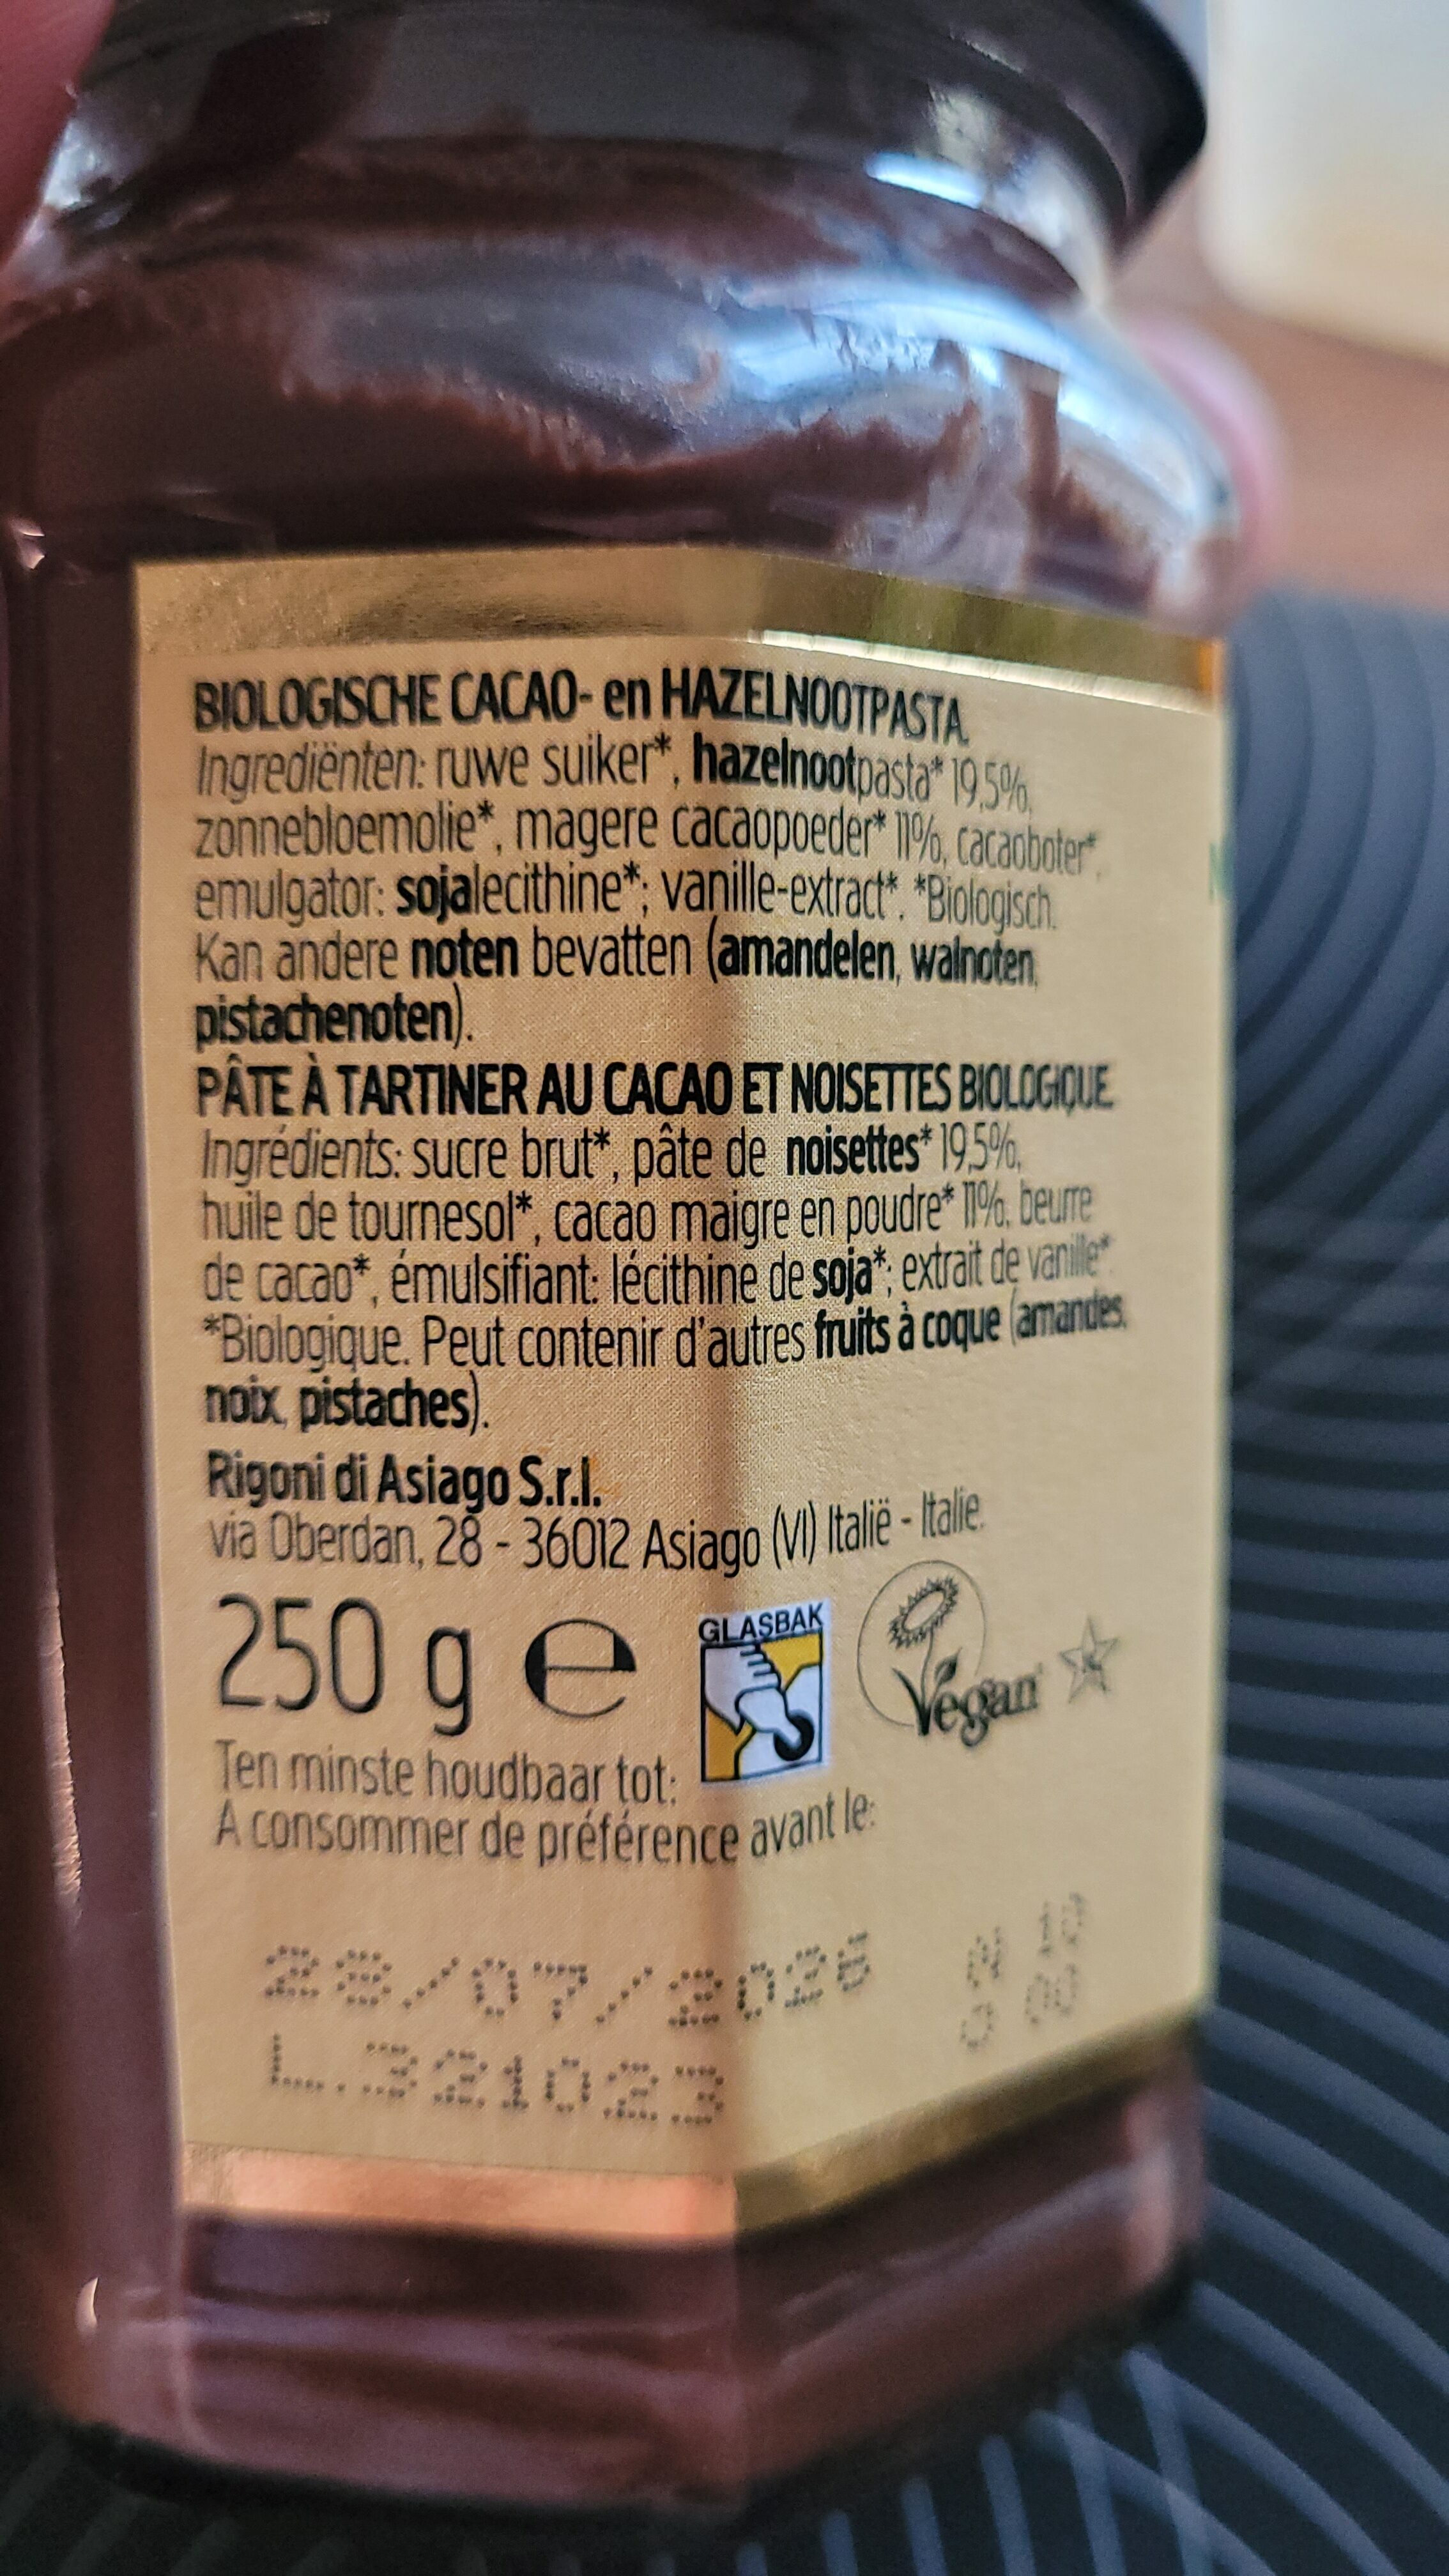 BIOLOGISCHE CACAO- en HAZELNOOTPASTA.
Ingrediënten: ruwe suiker*, hazelnootpasta* 19,5%,
zonnebloemolie*, magere cacaopoeder* 11%, cacaoboter*,
emulgator: sojalecithine*; vanille-extract*. *Biologisch.
Kan andere noten bevatten (amandelen, walnoten,
pistachenoten).
PÂTE À TARTINER AU CACAO ET NOISETTES BIOLOGIQUE.
Ingrédients: sucre brut*, pâte de noisettes* 19,5%,
huile de tournesol*, cacao maigre en poudre* 11%, beurre
de cacao*, émulsifiant: lécithine de soja*; extrait de vanille*.
*Biologique. Peut contenir d'autres fruits à coque (amandes,
noix, pistaches).
Rigoni di Asiago S.r.l.
via Oberdan, 28 - 36012 Asiago (VI) Italië - Italie.
250 g e
GLASBAK
Vegan
Ten minste houdbaar tot:
A consommer de préférence avant le:
28/07/2026
L.321023